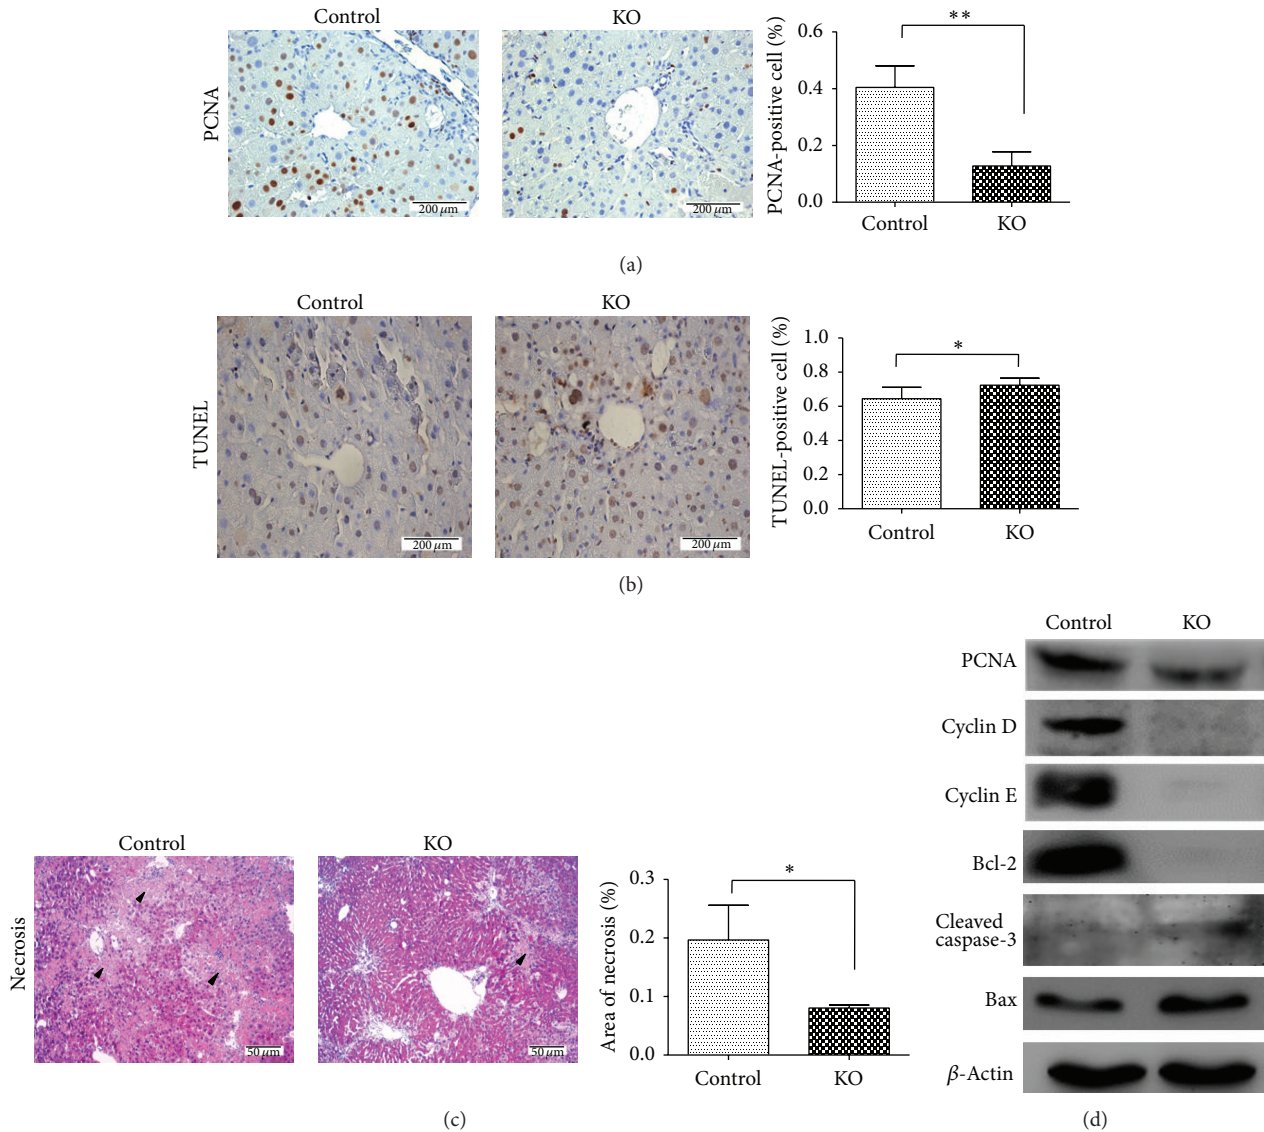 Control
KO
PCNA
200 μm
200 μm
PCNA-positive cell (%)
0.6
0.4
0.2
0.0
**
Control
KO
(a)
Control
KO
TUNEL
200 μm
200 μm
TUNEL-positive cell (%)
1.0
0.8
0.6
0.4
0.2
0.0
*
Control
KO
(b)
Control
KO
Necrosis
50 μm
50 μm
Area of necrosis (%)
0.3
0.2
0.1
0.0
*
Control
KO
(c)
Control
KO
PCNA
Cyclin D
Cyclin E
Bcl-2
Cleaved
caspase-3
Bax
β-Actin
(d)